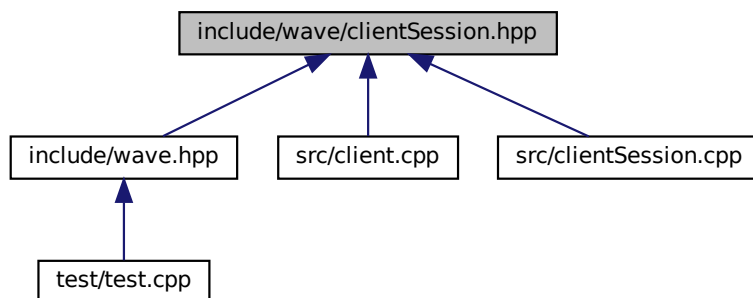 include/wave/clientSession.hpp
include/wave.hpp
src/client.cpp
src/clientSession.cpp
test/test.cpp